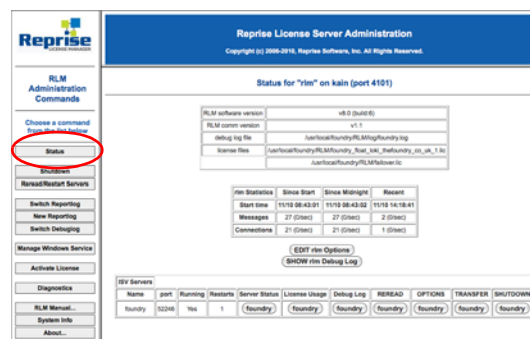 Reprise
LICENSE MANAGER
RLM
Administration
Commands
Choose a command
from the list below
Status
Shutdown
Reread/Restart Servers
Switch Reportlog
New Reportlog
Switch Debuglog
Manage Windows Service
Activate License
Diagnostics
RLM Manual...
System Info
About...
Reprise License Server Administration
Copyright (c) 2006-2010, Reprise Software, Inc. All Rights Reserved.
Status for "rlm" on kain (port 4101)
RLM software version v8.0 (build:6)
RLM comm version v1.1
debug log file /usr/local/foundry/RLM/log/foundry.log
license files /usr/local/foundry/RLM/foundry_float_loki_thefoundry_co_uk_1.lic
/usr/local/foundry/RLM/failover.lic
rlm Statistics Since Start Since Midnight Recent
Start time 11/10 08:43:01 11/10 08:43:02 11/10 14:18:41
Messages 27 (0/sec) 27 (0/sec) 2 (0/sec)
Connections 21 (0/sec) 21 (0/sec) 1 (0/sec)
EDIT rlm Options
SHOW rlm Debug Log
ISV Servers
Name port Running Restarts Server Status License Usage Debug Log REREAD OPTIONS TRANSFER SHUTDOWN
foundry 52246 Yes 1 foundry foundry foundry foundry foundry foundry foundry